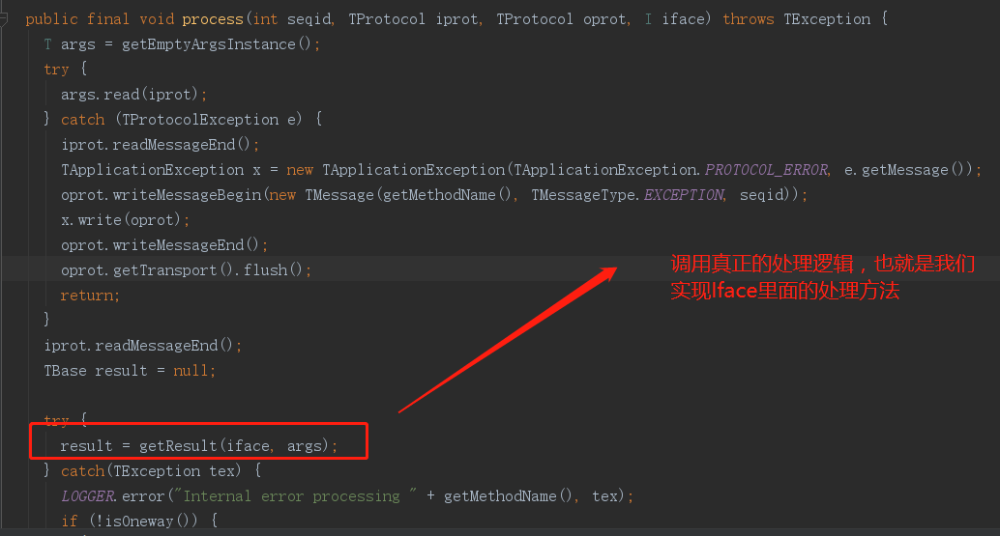 public final void process(int seqid, TProtocol iprot, TProtocol oprot, I iface) throws TException {
T args = getEmptyArgsInstance();
try {
args.read(iprot);
} catch (TProtocolException e) {
iprot.readMessageEnd();
TApplicationException x = new TApplicationException(TApplicationException.PROTOCOL_ERROR, e.getMessage());
oprot.writeMessageBegin(new TMessage(getMethodName(), TMessageType.EXCEPTION, seqid));
x.write(oprot);
oprot.writeMessageEnd();
oprot.getTransport().flush();
return;
}
iprot.readMessageEnd();
TBase result = null;
try {
result = getResult(iface, args);
} catch(TException tex) {
LOGGER.error("Internal error processing " + getMethodName(), tex);
if (!isOneway()) {
调用真正的处理逻辑，也就是我们
实现Iface里面的处理方法